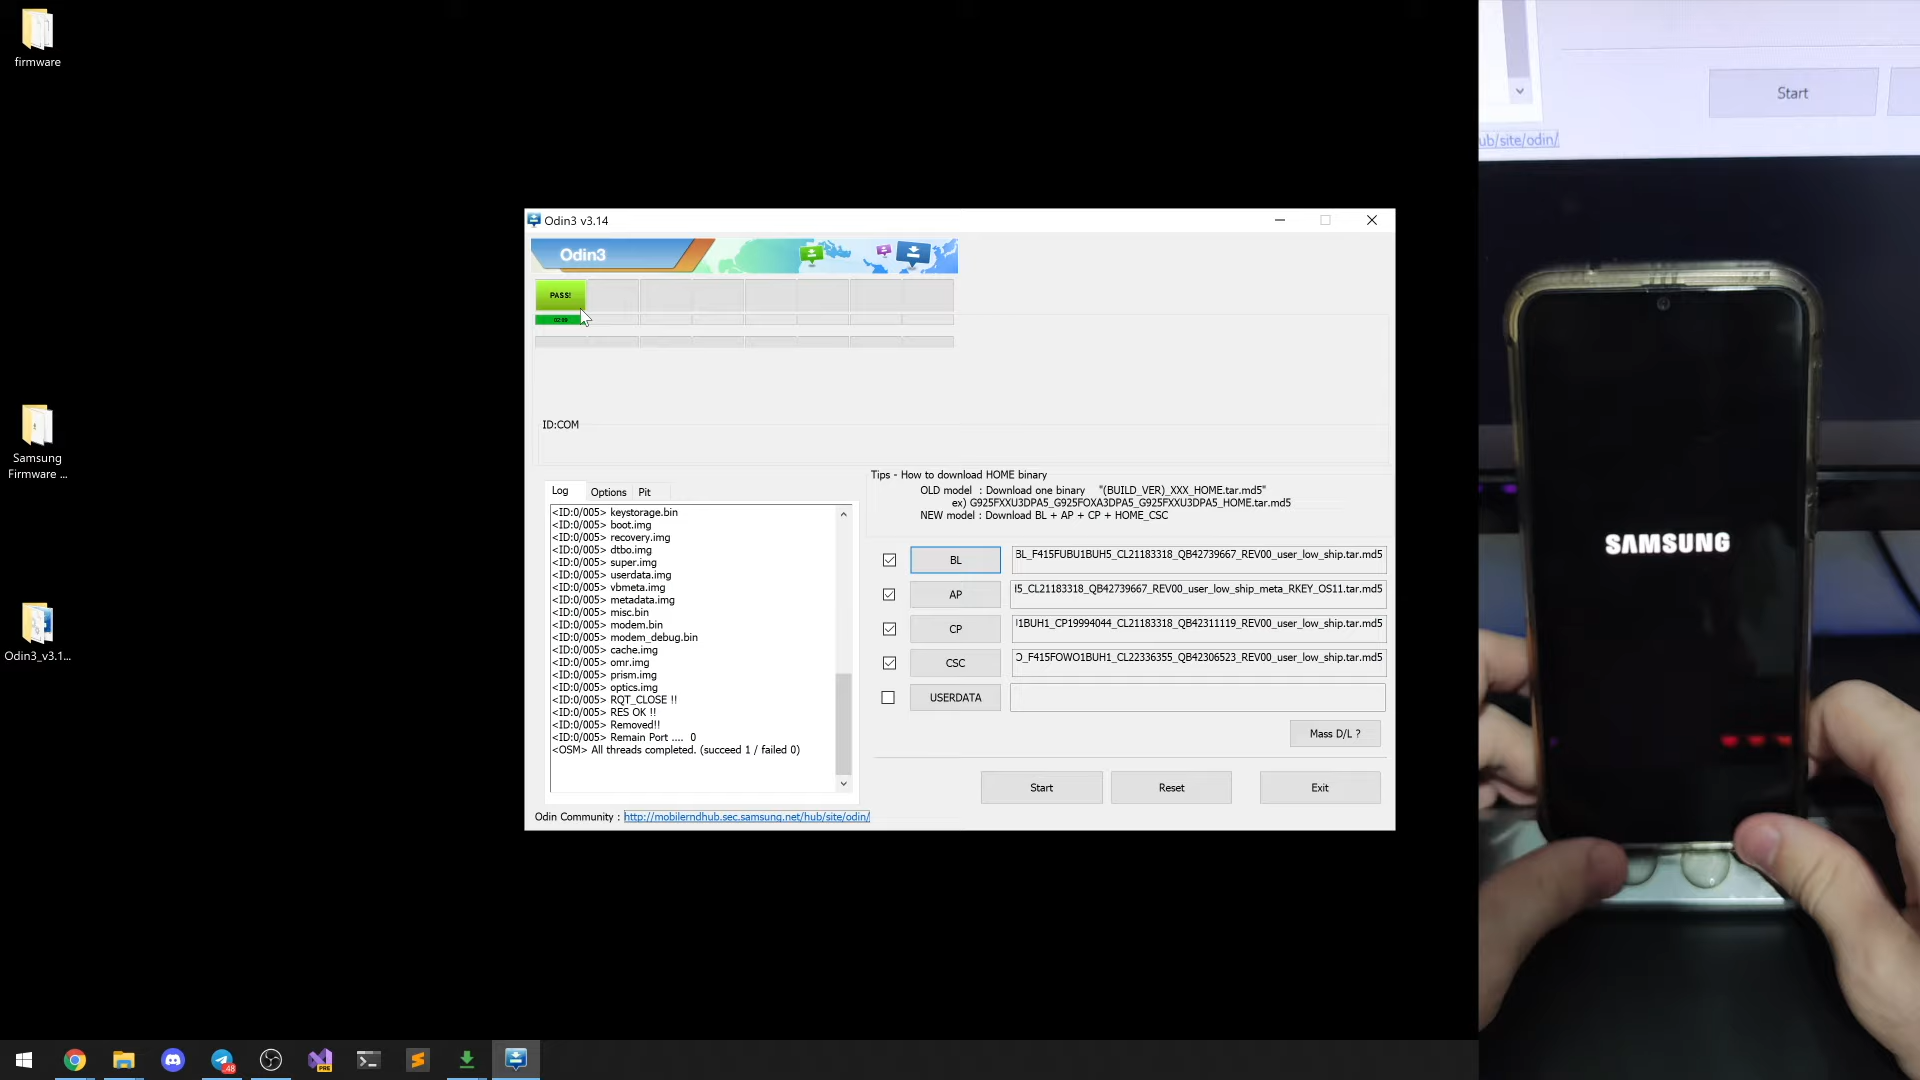 firmware
Samsung
Firmware ...
Odin3_v3.1...
Odin3 v3.14
Odin3
PASS!
ID:COM
Log
Options
Pit
<ID:0/005> keystorage.bin
<ID:0/005> boot.img
<ID:0/005> recovery.img
<ID:0/005> dtbo.img
<ID:0/005> super.img
<ID:0/005> userdata.img
<ID:0/005> vbmeta.img
<ID:0/005> metadata.img
<ID:0/005> misc.bin
<ID:0/005> modem.bin
<ID:0/005> modem_debug.bin
<ID:0/005> cache.img
<ID:0/005> omr.img
<ID:0/005> prism.img
<ID:0/005> optics.img
<ID:0/005> RQT_CLOSE !!
<ID:0/005> RES OK !!
<ID:0/005> Removed!!
<ID:0/005> Remain Port .... 0
<OSM> All threads completed. (succeed 1 / failed 0)
Tips - How to download HOME binary
OLD model : Download one binary "(BUILD_VER)_XXX_HOME.tar.md5"
ex) G925FXXU3DPA5_G925FOXA3DPA5_G925FXXU3DPA5_HOME.tar.md5
NEW model : Download BL + AP + CP + HOME_CSC
BL
BL_F415FUBU1BUH5_CL21183318_QB42739667_REV00_user_low_ship.tar.md5
AP
I5_CL21183318_QB42739667_REV00_user_low_ship_meta_RKEY_OS11.tar.md5
CP
1BUH1_CP19994044_CL21183318_QB42311119_REV00_user_low_ship.tar.md5
CSC
_F415FOWO1BUH1_CL22336355_QB42306523_REV00_user_low_ship.tar.md5
USERDATA
Mass D/L ?
Start
Reset
Exit
Odin Community : http://mobilerndhub.sec.samsung.net/hub/site/odin/
48
PRE
Start
ub/site/odin/
SAMSUNG